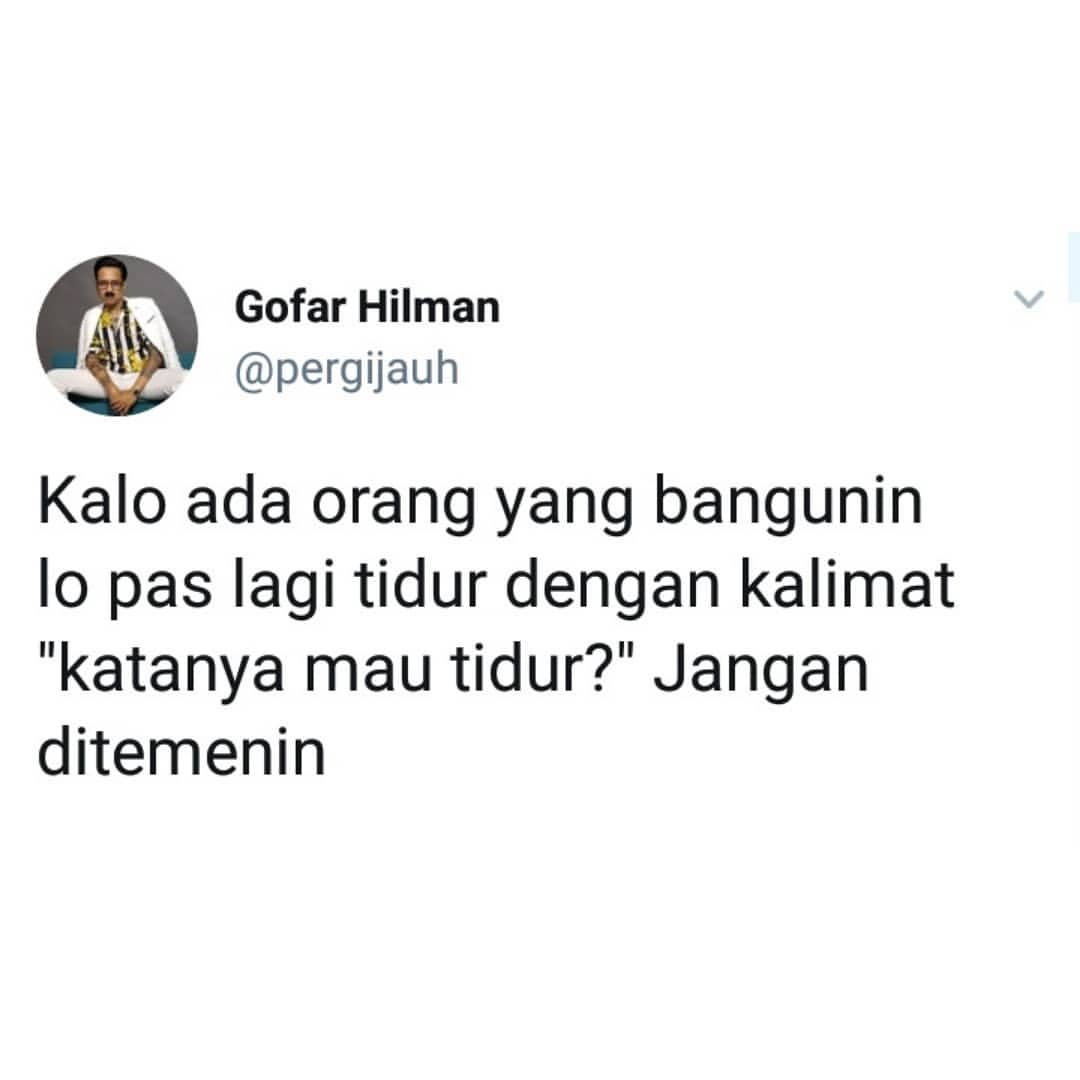 Gofar Hilman
@pergijauh
Kalo ada orang yang bangunin
lo pas lagi tidur dengan kalimat
"katanya mau tidur?" Jangan
ditemenin